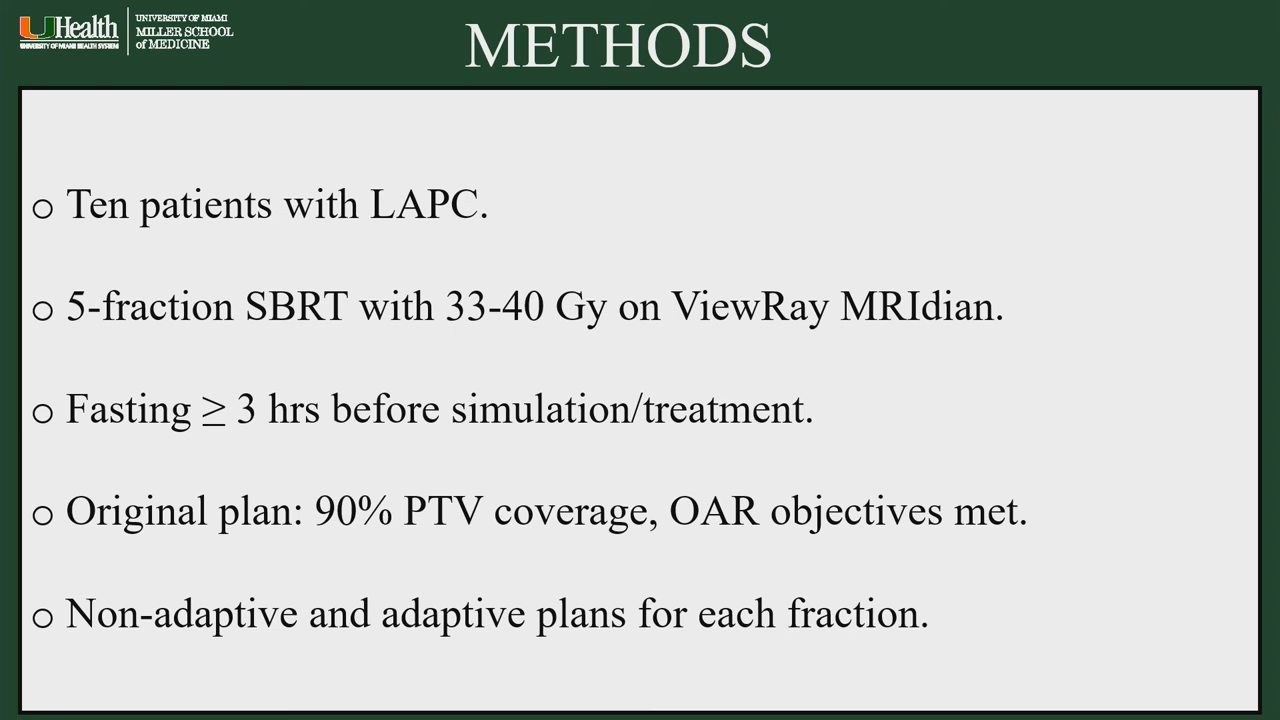 UHealth
UNIVERSITY OF MIAMI HEALTH SYSTEM
UNIVERSITY OF MIAMI
MILLER SCHOOL
of MEDICINE
METHODS
o Ten patients with LAPC.
o 5-fraction SBRT with 33-40 Gy on ViewRay MRIdian.
o Fasting ≥ 3 hrs before simulation/treatment.
o Original plan: 90% PTV coverage, OAR objectives met.
o Non-adaptive and adaptive plans for each fraction.